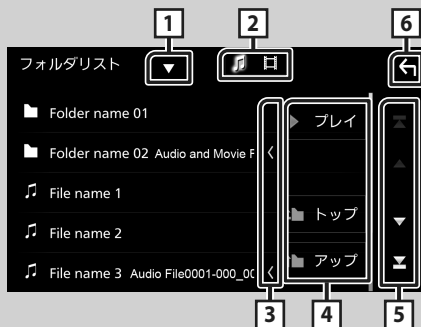 1
2
6
フォルダリスト
Folder name 01
プレイ
Folder name 02 Audio and Movie F
File name 1
File name 2
トップ
File name 3 Audio File0001-000_00
アップ
3
4
5